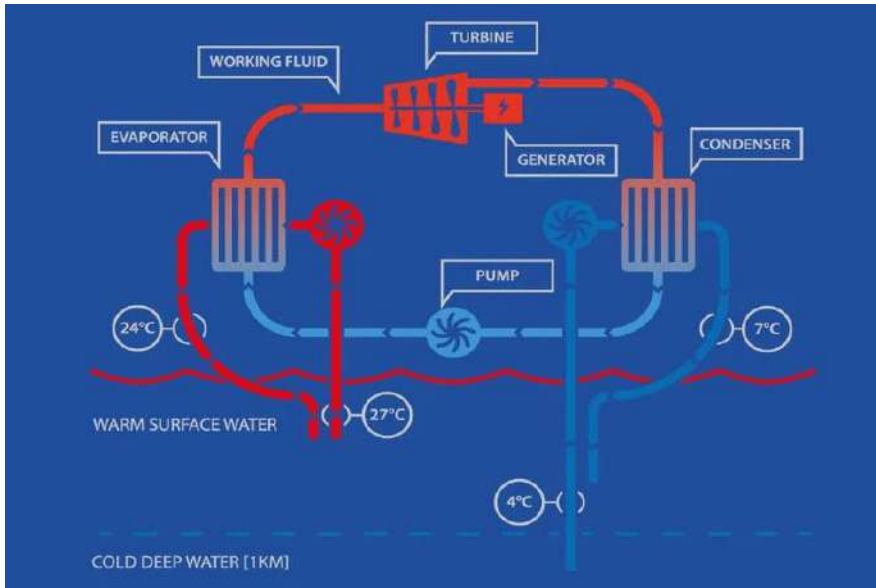 TURBINE
WORKING FLUID
EVAPORATOR
GENERATOR
CONDENSER
PUMP
24°C
7°C
27°C
WARM SURFACE WATER
4°C
COLD DEEP WATER [1KM]